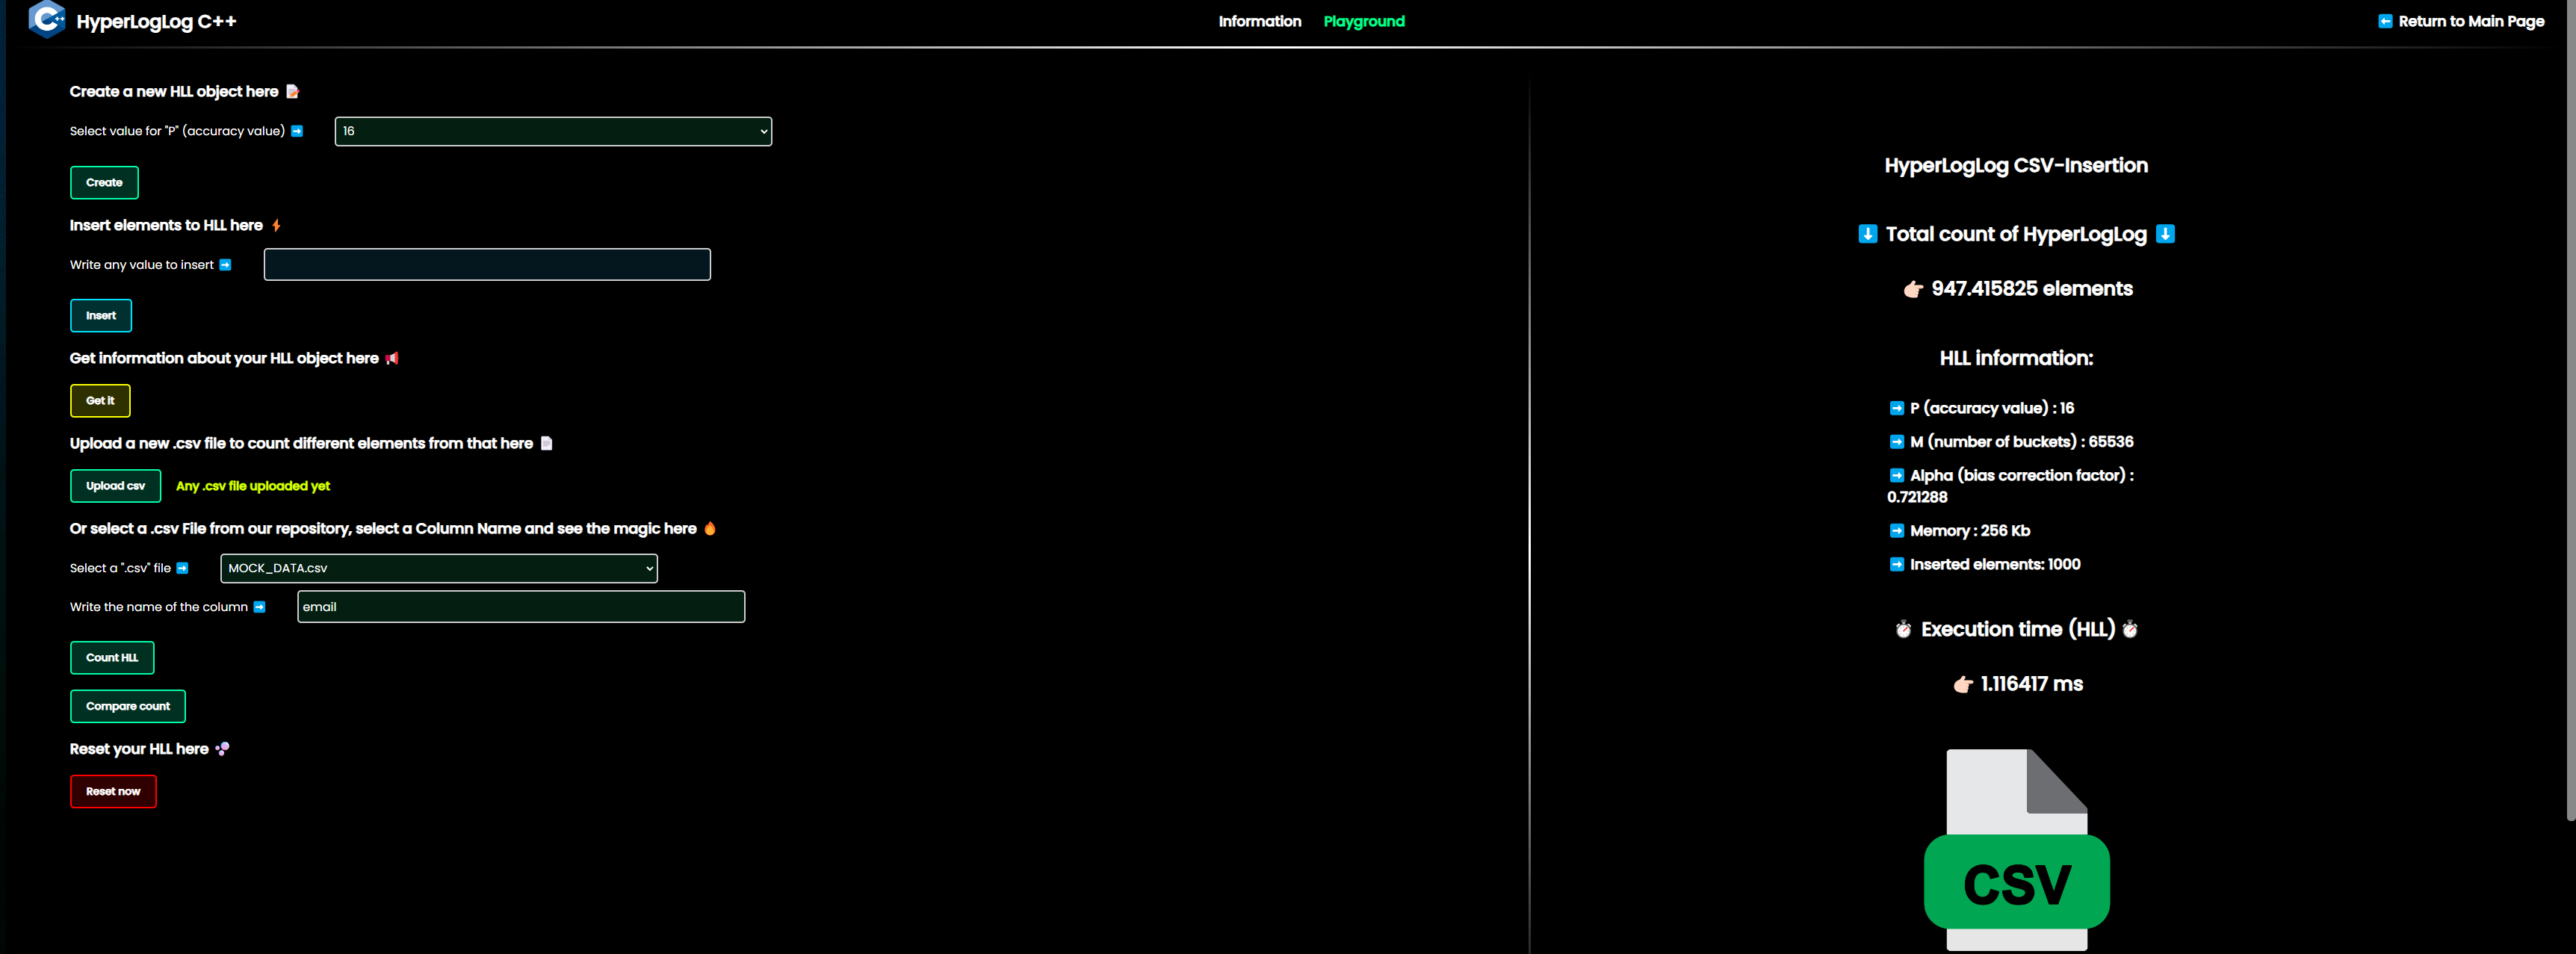 HyperLogLog C++
Information
Playground
Return to Main Page
Create a new HLL object here
Select value for "P" (accuracy value)
16
Create
Insert elements to HLL here
Write any value to insert
Insert
Get information about your HLL object here
Get it
Upload a new .csv file to count different elements from that here
Upload csv
Any .csv file uploaded yet
Or select a .csv File from our repository, select a Column Name and see the magic here
Select a ".csv" file
MOCK_DATA.csv
Write the name of the column
email
Count HLL
Compare count
Reset your HLL here
Reset now
HyperLogLog CSV-Insertion
Total count of HyperLogLog
947.415825 elements
HLL information:
P (accuracy value) : 16
M (number of buckets) : 65536
Alpha (bias correction factor) :
0.721288
Memory : 256 Kb
Inserted elements: 1000
Execution time (HLL)
1.116417 ms
CSV